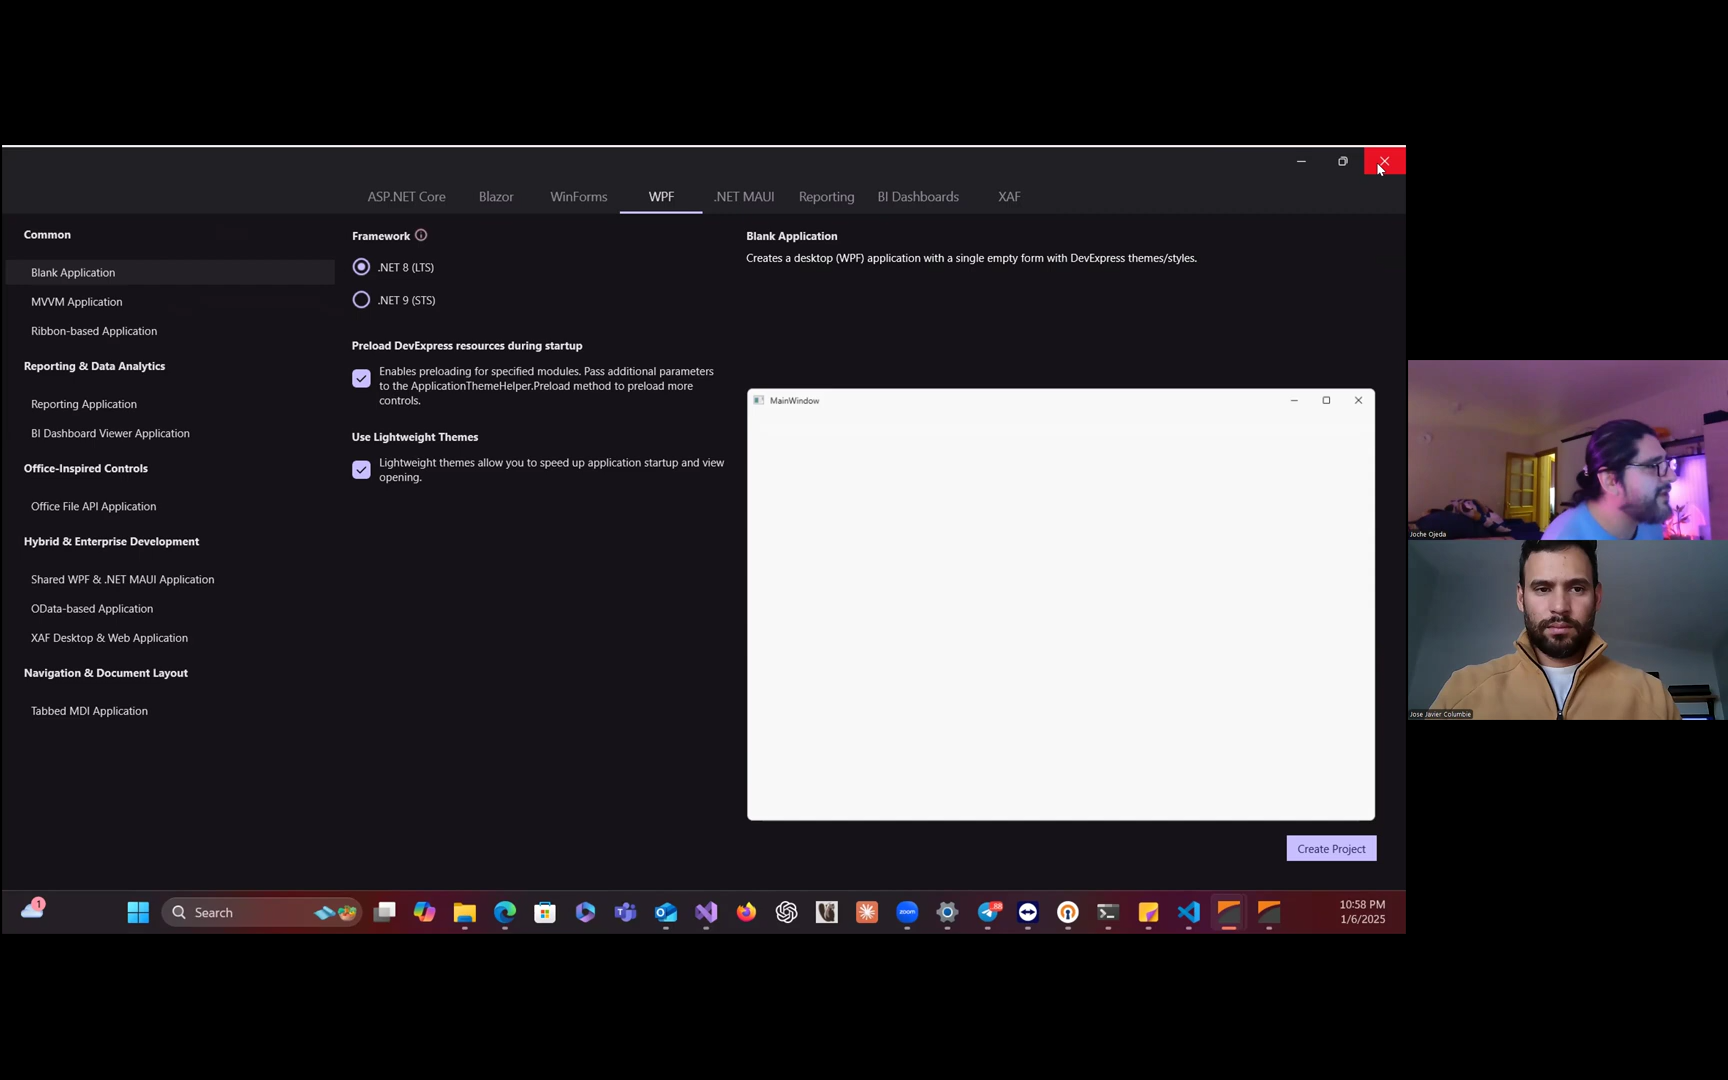 ASP.NET Core
Blazor
WinForms
WPF
.NET MAUI
Reporting
BI Dashboards
XAF
Common
Blank Application
MVVM Application
Ribbon-based Application
Reporting & Data Analytics
Reporting Application
BI Dashboard Viewer Application
Office-Inspired Controls
Office File API Application
Hybrid & Enterprise Development
Shared WPF & .NET MAUI Application
OData-based Application
XAF Desktop & Web Application
Navigation & Document Layout
Tabbed MDI Application
Framework
.NET 8 (LTS)
.NET 9 (STS)
Preload DevExpress resources during startup
Enables preloading for specified modules. Pass additional parameters
to the ApplicationThemeHelper.Preload method to preload more
controls.
Use Lightweight Themes
Lightweight themes allow you to speed up application startup and view
opening.
Blank Application
Creates a desktop (WPF) application with a single empty form with DevExpress themes/styles.
MainWindow
Create Project
Joche Ojeda
Jose Javier Columbie
1
Search
zoom
88
10:58 PM
1/6/2025